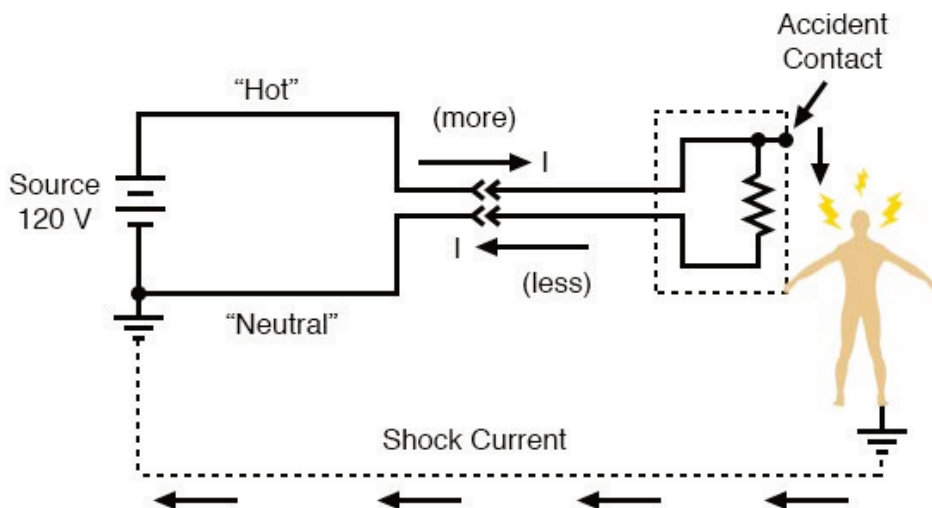 Accident
Contact
“Hot”
(more)
I
Source
120 V
I
(less)
“Neutral”
Shock Current